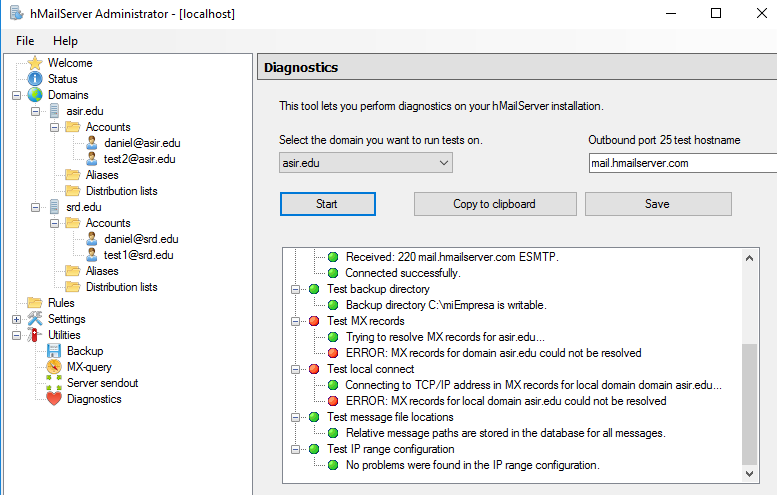 hMailServer Administrator - [localhost]
File Help
Welcome
Status
Domains
asir.edu
Accounts
daniel@asir.edu
test2@asir.edu
Aliases
Distribution lists
srd.edu
Accounts
daniel@srd.edu
test1@srd.edu
Aliases
Distribution lists
Rules
Settings
Utilities
Backup
MX-query
Server sendout
Diagnostics
Diagnostics
This tool lets you perform diagnostics on your hMailServer installation.
Select the domain you want to run tests on.
Outbound port 25 test hostname
asir.edu
mail.hmailserver.com
Start
Copy to clipboard
Save
Received: 220 mail.hmailserver.com ESMTP.
Connected successfully.
Test backup directory
Backup directory C:\miEmpresa is writable.
Test MX records
Trying to resolve MX records for asir.edu...
ERROR: MX records for domain asir.edu could not be resolved
Test local connect
Connecting to TCP/IP address in MX records for local domain domain asir.edu...
ERROR: MX records for local domain asir.edu could not be resolved
Test message file locations
Relative message paths are stored in the database for all messages.
Test IP range configuration
No problems were found in the IP range configuration.